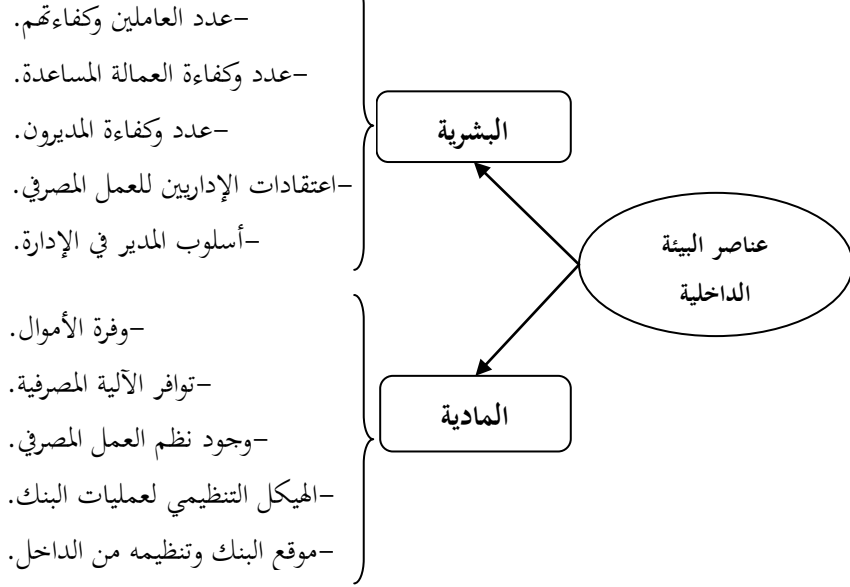 عناصر البيئة
الداخلية
البشرية
-عدد العاملين وكفاءتهم.
-عدد وكفاءة العمالة المساعدة.
-عدد وكفاءة المديرون.
-اعتقادات الإداريين للعمل المصرفي.
-أسلوب المدير في الإدارة.
المادية
-وفرة الأموال.
-توافر الآلية المصرفية.
-وجود نظم العمل المصرفي.
-الهيكل التنظيمي لعمليات البنك.
-موقع البنك وتنظيمه من الداخل.